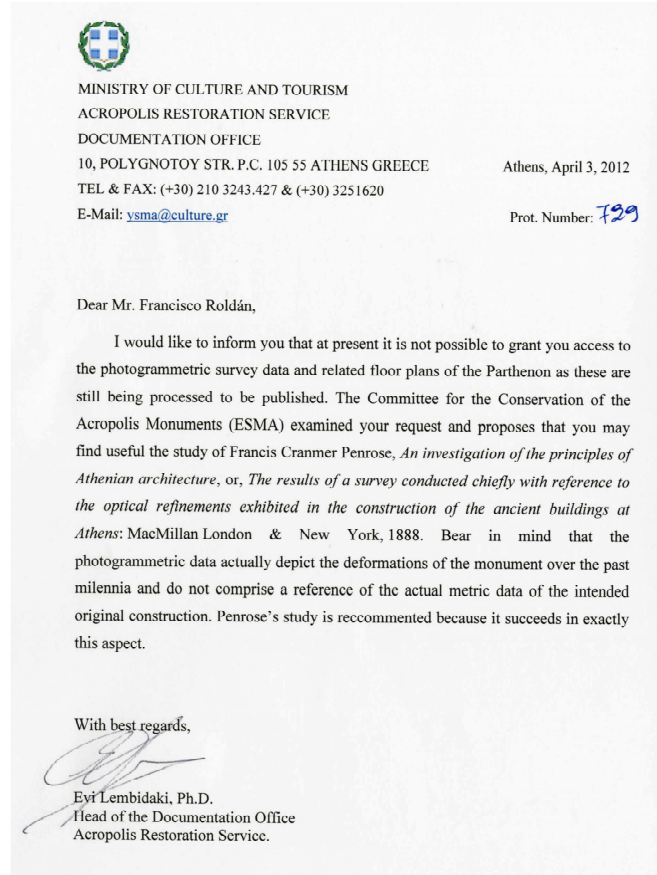 MINISTRY OF CULTURE AND TOURISM
ACROPOLIS RESTORATION SERVICE
DOCUMENTATION OFFICE
10, POLYGNOTOY STR. P.C. 105 55 ATHENS GREECE Athens, April 3, 2012
TEL & FAX: (+30) 210 3243.427 & (+30) 3251620
E-Mail: ysma@culture.gr Prot. Number: 799
Dear Mr. Francisco Roldán,
I would like to inform you that at present it is not possible to grant you access to
the photogrammetric survey data and related floor plans of the Parthenon as these are
still being processed to be published. The Committee for the Conservation of the
Acropolis Monuments (ESMA) examined your request and proposes that you may
find useful the study of Francis Cranmer Penrose, An investigation of the principles of
Athenian architecture, or, The results of a survey conducted chiefly with reference to
the optical refinements exhibited in the construction of the ancient buildings at
Athens: MacMillan London & New York, 1888. Bear in mind that the
photogrammetric data actually depict the deformations of the monument over the past
milennia and do not comprise a reference of the actual metric data of the intended
original construction. Penrose's study is reccommented because it succeeds in exactly
this aspect.
With best regards,
Evi Lembidaki, Ph.D.
Head of the Documentation Office
Acropolis Restoration Service.